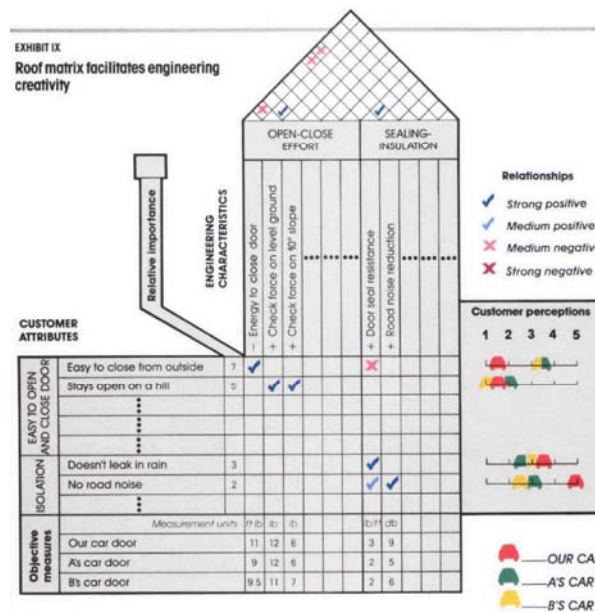 EXHIBIT IX
Roof matrix facilitates engineering
creativity
OPEN-CLOSE
EFFORT
SEALING-
INSULATION
Relationships
Strong positive
Medium positive
Medium negative
Strong negative
Relative importance
ENGINEERING
CHARACTERISTICS
– Energy to close door
+ Check force on level ground
+ Check force on 10° slope
+ Door seal resistance
+ Road noise reduction
Customer perceptions
1 2 3 4 5
CUSTOMER
ATTRIBUTES
EASY TO OPEN
AND CLOSE DOOR
Easy to close from outside 7
Stays open on a hill 5
ISOLATION
Doesn't leak in rain 3
No road noise 2
Objective
measures
Measurement units ft lb lb lb lb/ft db
Our car door 11 12 6 3 9
A's car door 9 12 6 2 5
B's car door 9.5 11 7 2 6
OUR CA
A'S CAR
B'S CAR